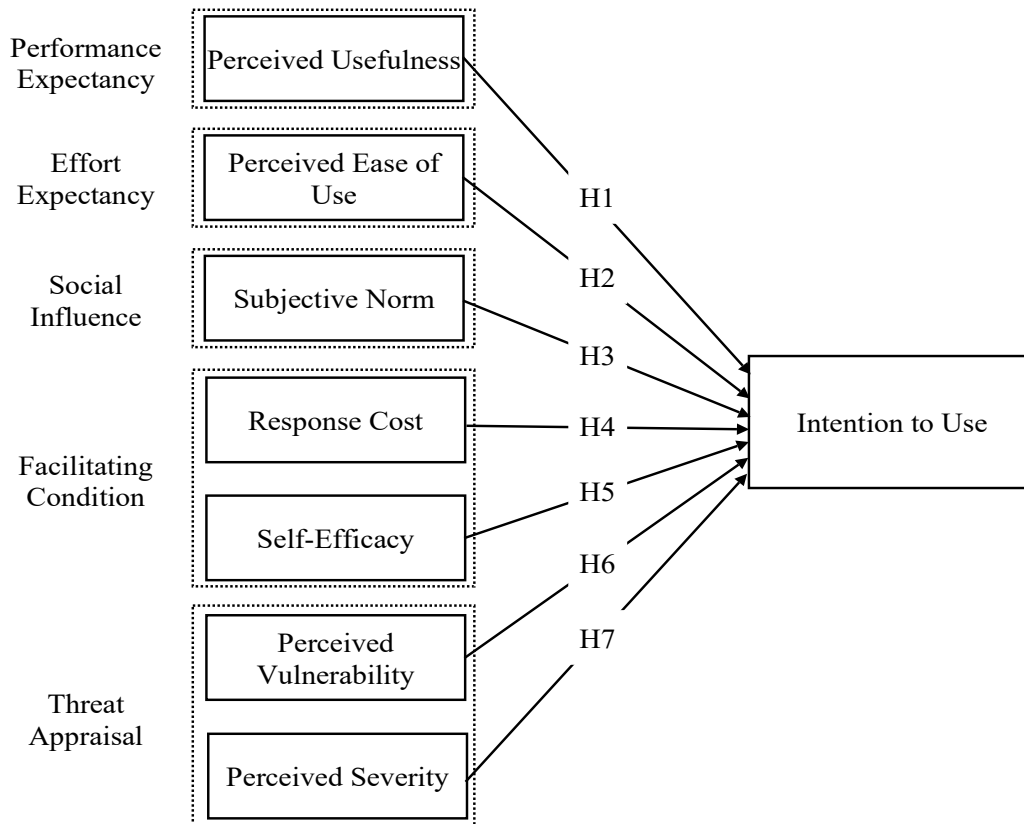 Performance
Expectancy
Perceived Usefulness
H1
Effort
Expectancy
Perceived Ease of
Use
H2
Social
Influence
Subjective Norm
H3
Facilitating
Condition
Response Cost
H4
Self-Efficacy
H5
Threat
Appraisal
Perceived
Vulnerability
H6
Perceived Severity
H7
Intention to Use